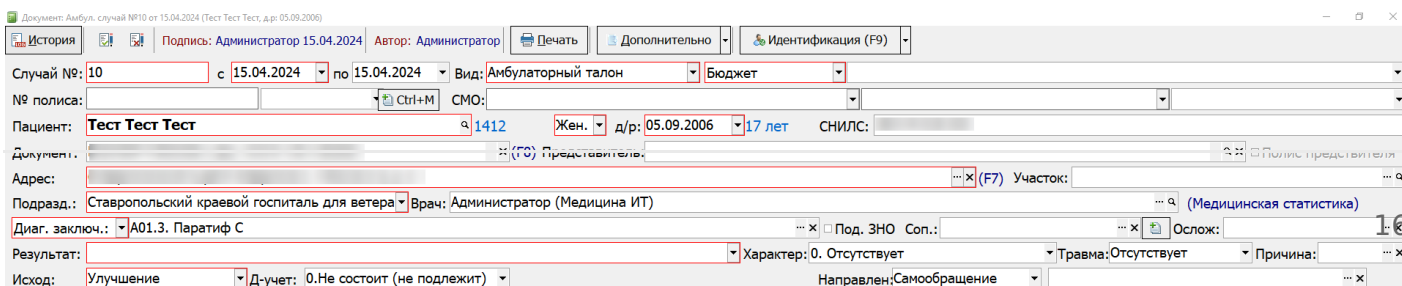 Документ: Амбул. случай №10 от 15.04.2024 (Тест Тест Тест, д.р: 05.09.2006)
История Подпись: Администратор 15.04.2024 Автор: Администратор Печать Дополнительно Идентификация (F9)
Случай №: 10 с 15.04.2024 по 15.04.2024 Вид: Амбулаторный талон Бюджет
№ полиса: Ctrl+M СМО:
Пациент: Тест Тест Тест 1412 Жен. д/р: 05.09.2006 17 лет СНИЛС:
Документ: (F8) Представитель: Полис представителя
Адрес: (F7) Участок:
Подразд.: Ставропольский краевой госпиталь для ветера Врач: Администратор (Медицина ИТ) (Медицинская статистика)
Диаг. заключ.: A01.3. Паратиф C Под. ЗНО Соп.: Ослож: 16
Результат: Характер: 0. Отсутствует Травма: Отсутствует Причина:
Исход: Улучшение Д-учет: 0.Не состоит (не подлежит) Направлен: Самообращение